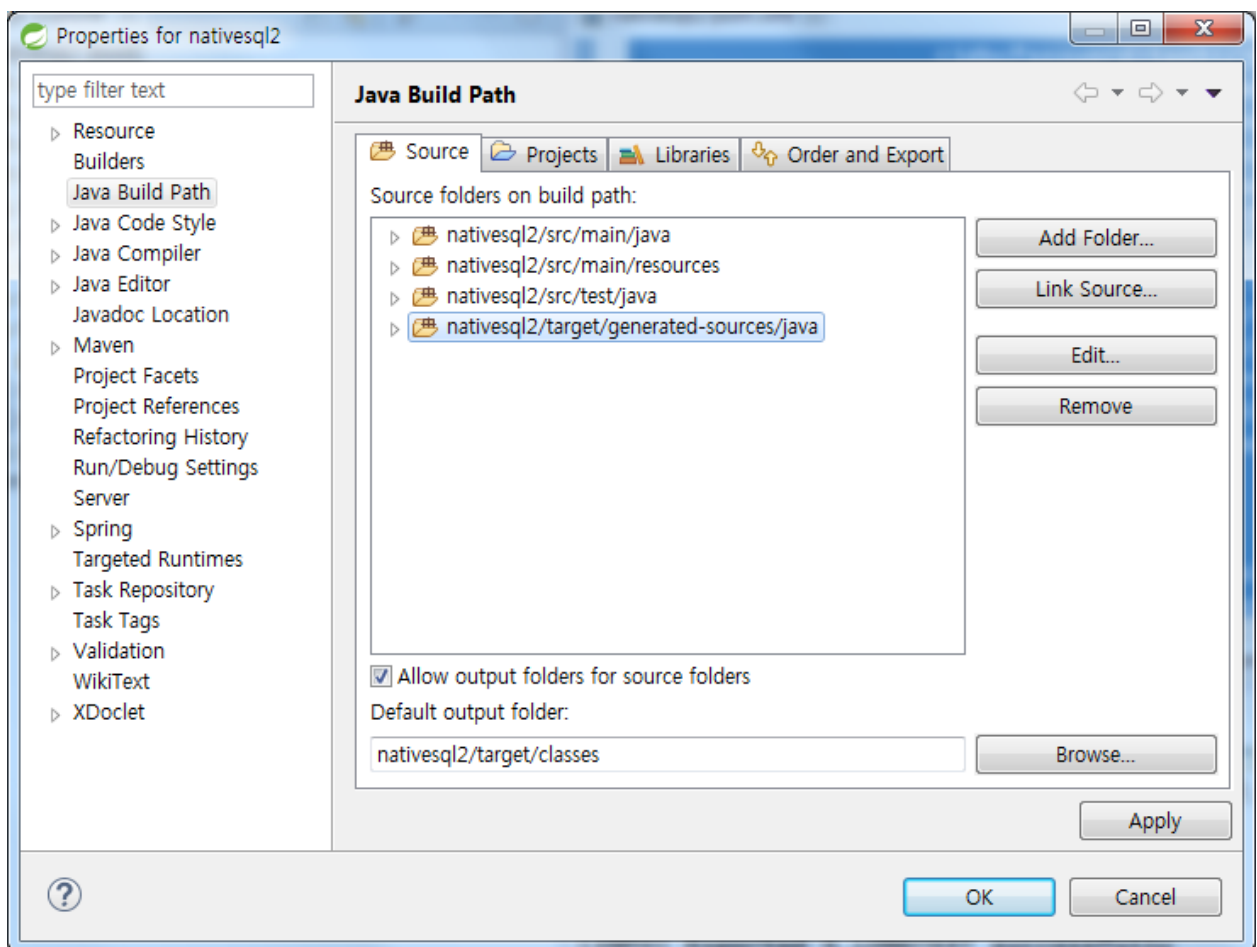 Properties for nativesql2
type filter text
Resource
Builders
Java Build Path
Java Code Style
Java Compiler
Java Editor
Javadoc Location
Maven
Project Facets
Project References
Refactoring History
Run/Debug Settings
Server
Spring
Targeted Runtimes
Task Repository
Task Tags
Validation
WikiText
XDoclet
Java Build Path
Source Projects Libraries Order and Export
Source folders on build path:
nativesql2/src/main/java
nativesql2/src/main/resources
nativesql2/src/test/java
nativesql2/target/generated-sources/java
Add Folder...
Link Source...
Edit...
Remove
Allow output folders for source folders
Default output folder:
nativesql2/target/classes
Browse...
Apply
OK Cancel